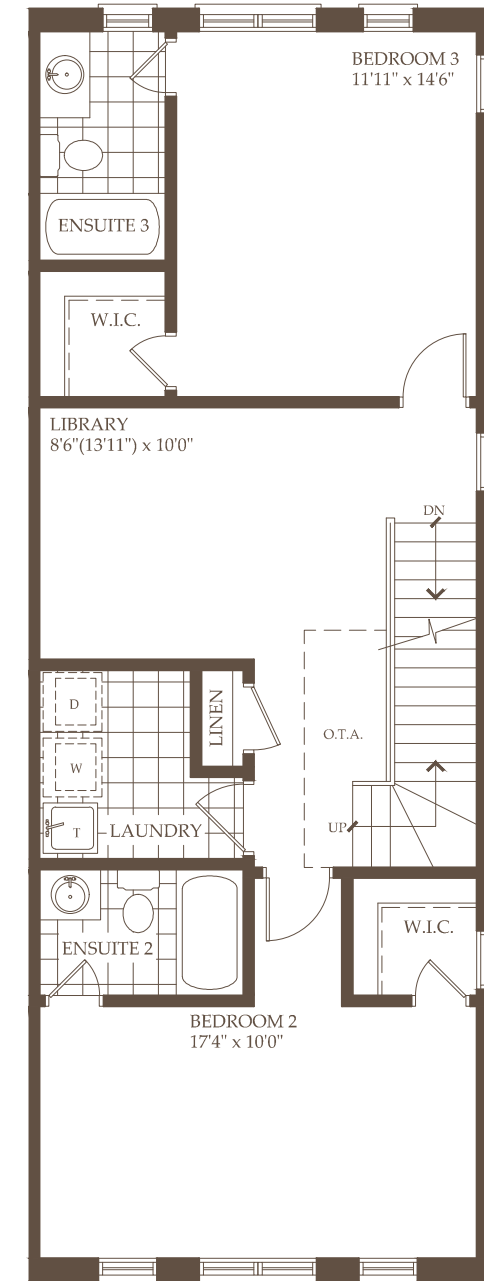 BEDROOM 3
11'11" x 14'6"
ENSUITE 3
W.I.C.
LIBRARY
8'6"(13'11") x 10'0"
DN
D
LINEN
W
O.T.A.
T
LAUNDRY
UP
ENSUITE 2
W.I.C.
BEDROOM 2
17'4" x 10'0"